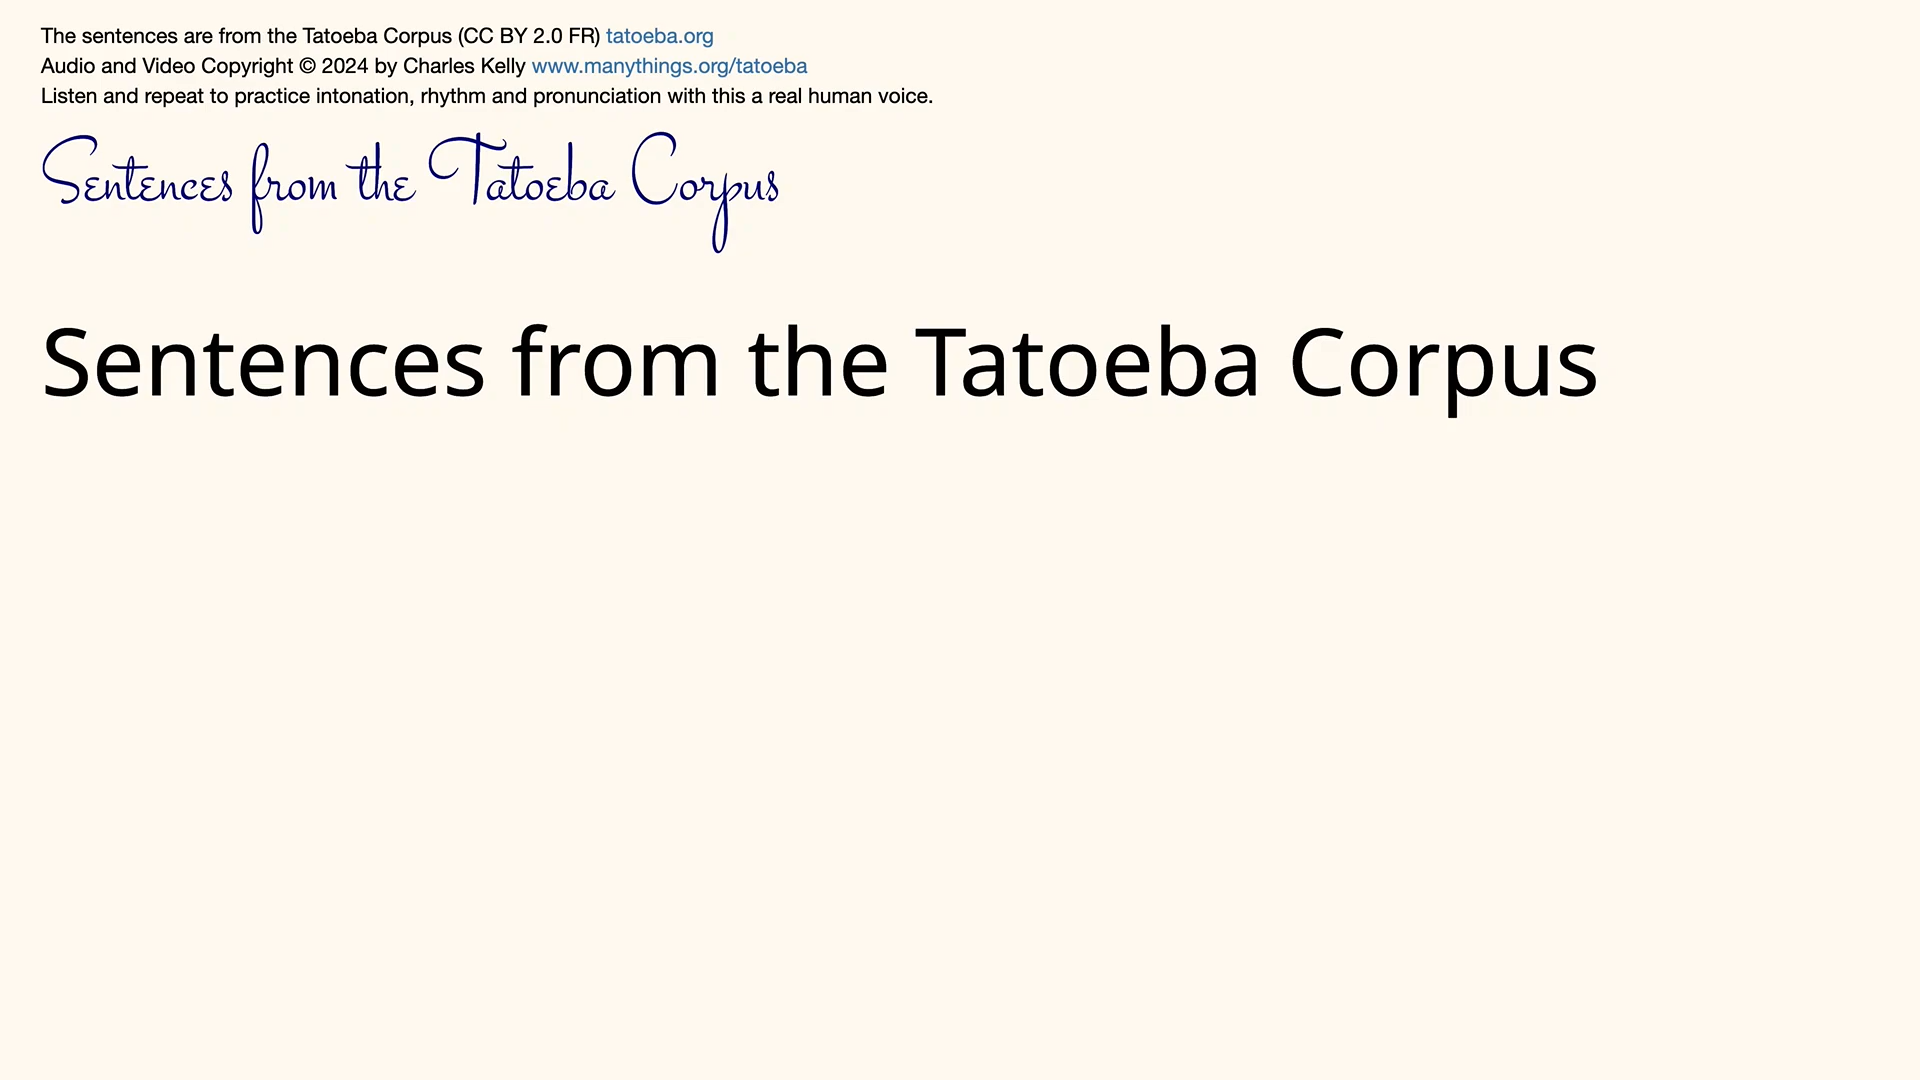 The sentences are from the Tatoeba Corpus (CC BY 2.0 FR) tatoeba.org
Audio and Video Copyright © 2024 by Charles Kelly www.manythings.org/tatoeba
Listen and repeat to practice intonation, rhythm and pronunciation with this a real human voice.
Sentences from the Tatoeba Corpus
Sentences from the Tatoeba Corpus